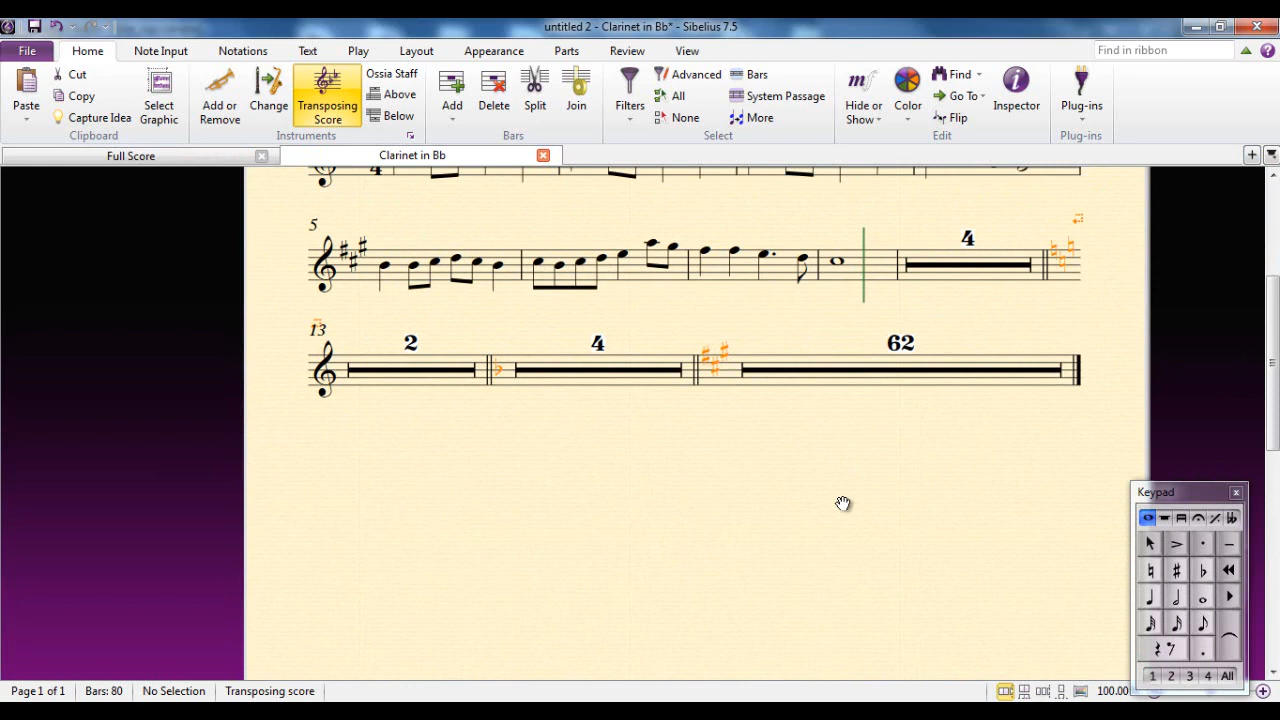 untitled 2 - Clarinet in Bb* - Sibelius 7.5
File Home Note Input Notations Text Play Layout Appearance Parts Review View Find in ribbon
Paste
Cut
Copy
Capture Idea
Select Graphic
Clipboard
Add or Remove
Change
Transposing Score
Ossia Staff
Above
Below
Instruments
Add
Delete
Split
Join
Bars
Filters
Advanced
All
None
Bars
System Passage
More
Select
Hide or Show
Color
Find
Go To
Flip
Inspector
Edit
Plug-ins
Plug-ins
Full Score
Clarinet in Bb
4
5
4
13
2
4
62
Keypad
1 2 3 4 All
Page 1 of 1 Bars: 80 No Selection Transposing score